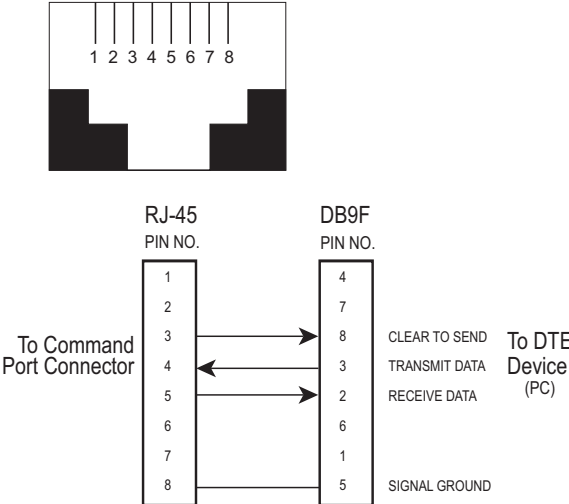 1 2 3 4 5 6 7 8
RJ-45 DB9F
PIN NO. PIN NO.
1 4
2 7
3 8 CLEAR TO SEND
4 3 TRANSMIT DATA
5 2 RECEIVE DATA
6 6
7 1
8 5 SIGNAL GROUND
To Command
Port Connector
To DTE
Device
(PC)